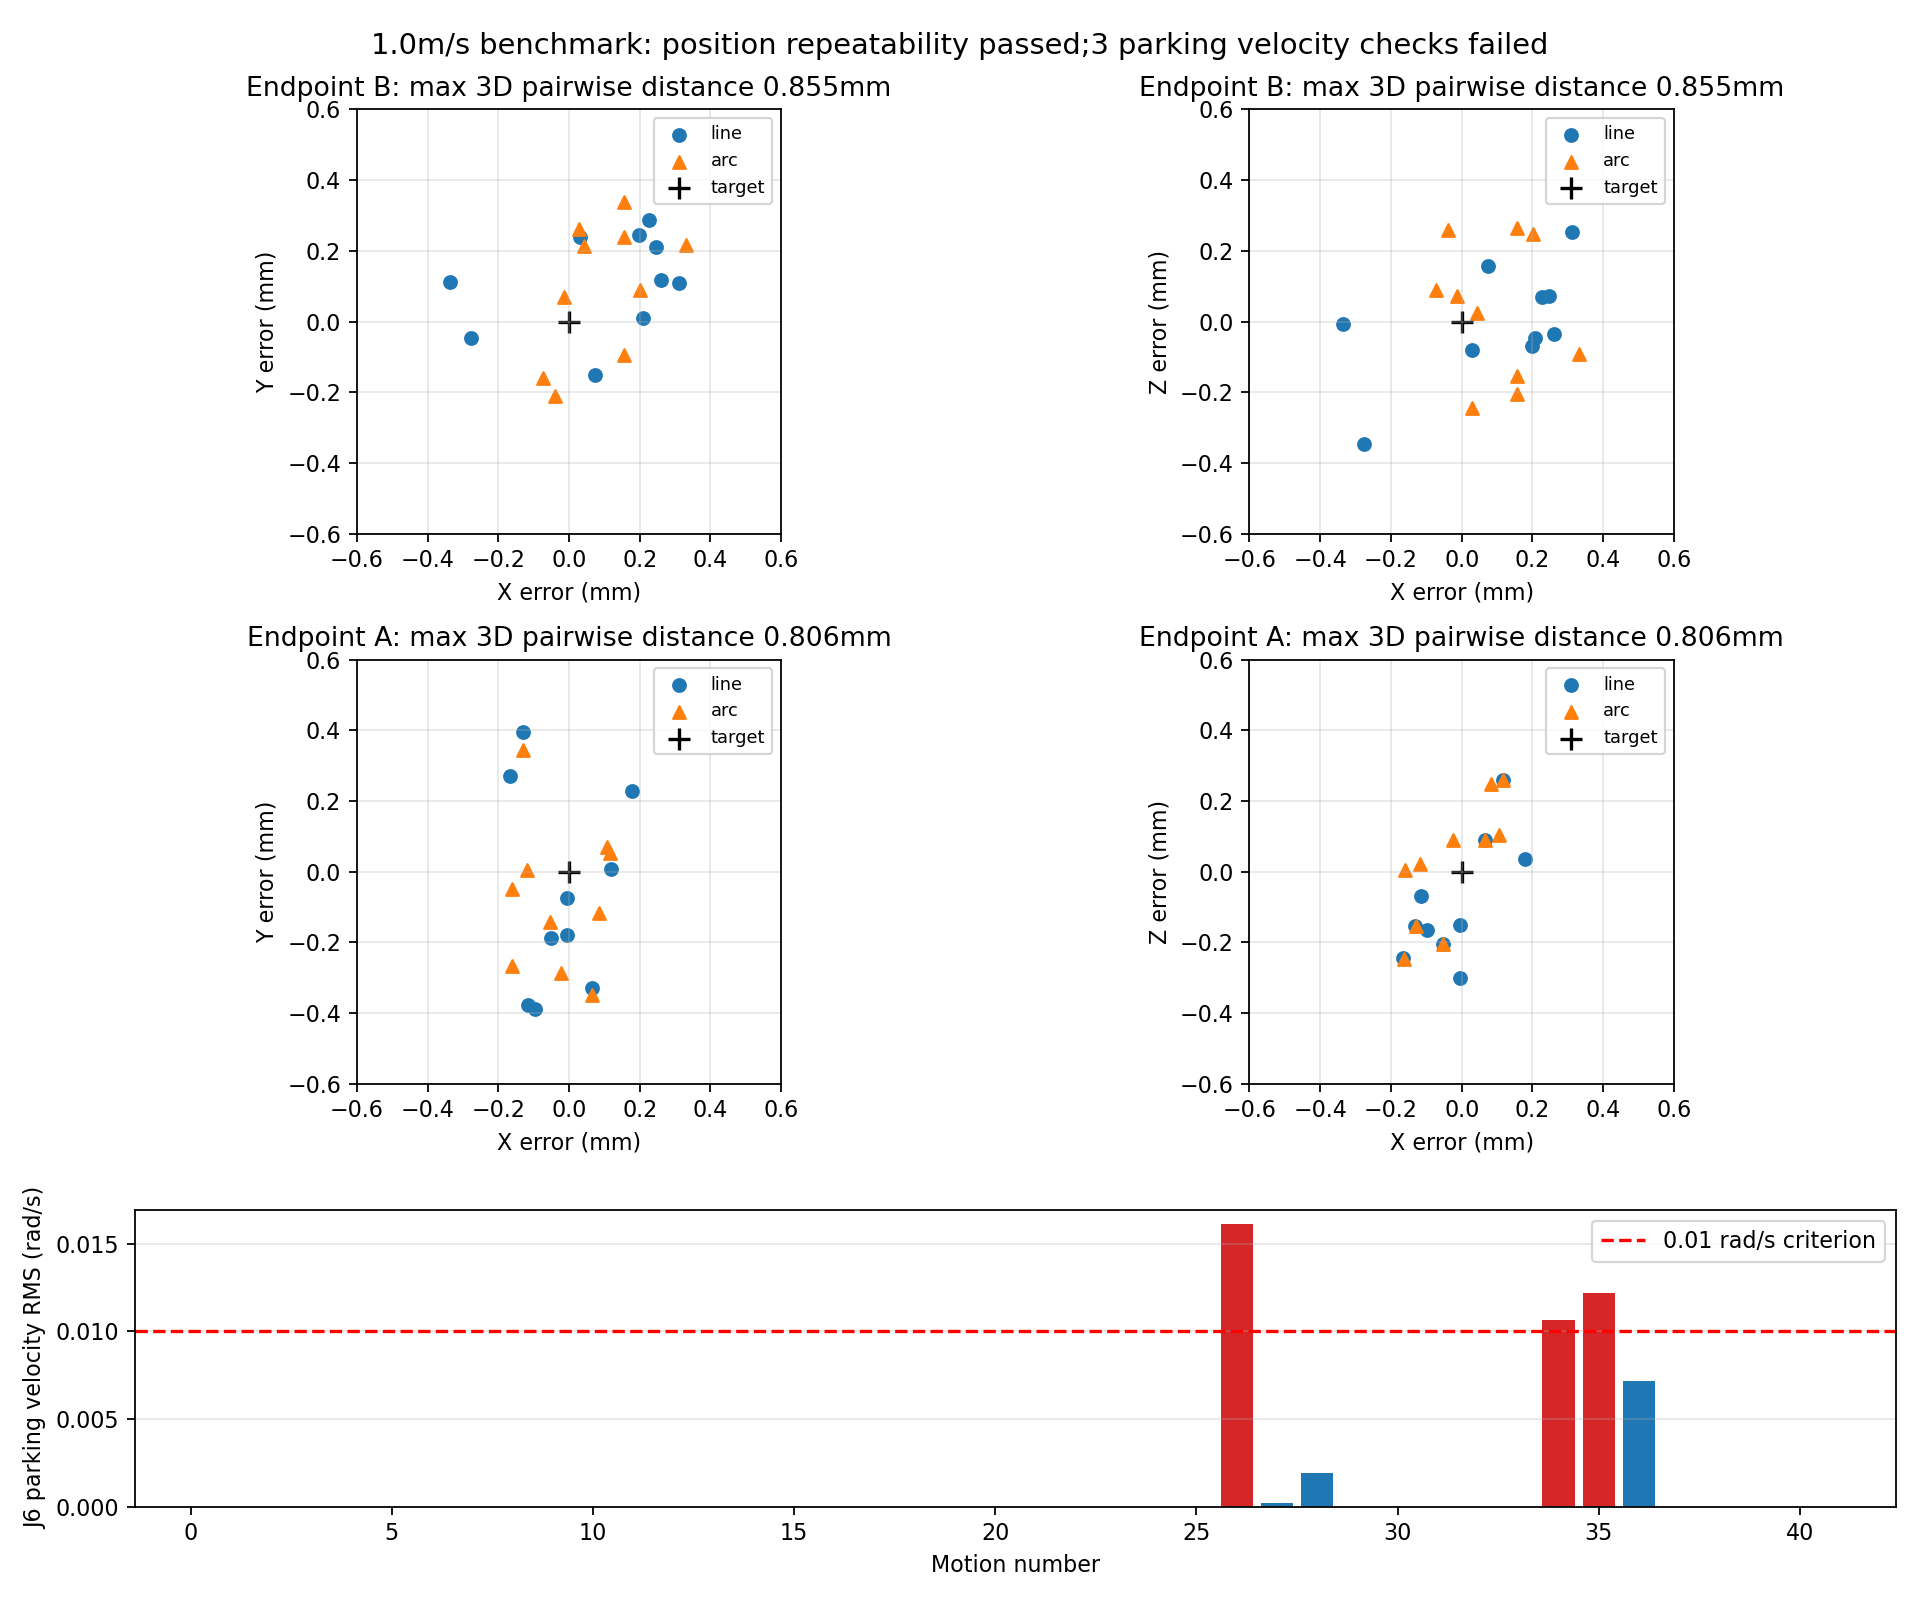 1.0m/s benchmark: position repeatability passed;3 parking velocity checks failed
Endpoint B: max 3D pairwise distance 0.855mm
0.6
0.4
0.2
0.0
−0.2
−0.4
−0.6
Y error (mm)
line
arc
target
−0.6 −0.4 −0.2 0.0 0.2 0.4 0.6
X error (mm)
Endpoint B: max 3D pairwise distance 0.855mm
0.6
0.4
0.2
0.0
−0.2
−0.4
−0.6
Z error (mm)
line
arc
target
−0.6 −0.4 −0.2 0.0 0.2 0.4 0.6
X error (mm)
Endpoint A: max 3D pairwise distance 0.806mm
0.6
0.4
0.2
0.0
−0.2
−0.4
−0.6
Y error (mm)
line
arc
target
−0.6 −0.4 −0.2 0.0 0.2 0.4 0.6
X error (mm)
Endpoint A: max 3D pairwise distance 0.806mm
0.6
0.4
0.2
0.0
−0.2
−0.4
−0.6
Z error (mm)
line
arc
target
−0.6 −0.4 −0.2 0.0 0.2 0.4 0.6
X error (mm)
J6 parking velocity RMS (rad/s)
0.015
0.010
0.005
0.000
0.01 rad/s criterion
0 5 10 15 20 25 30 35 40
Motion number